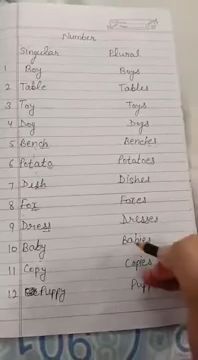 Number
Singular Plural
1 Boy Boys
2 Table Tables
3 Toy Toys
4 Dog Dogs
5 Bench Benches
6 Potato Potatoes
7 Dish Dishes
8 Fox Foxes
9 Dress Dresses
10 Baby Babies
11 Copy Copies
12 Puppy